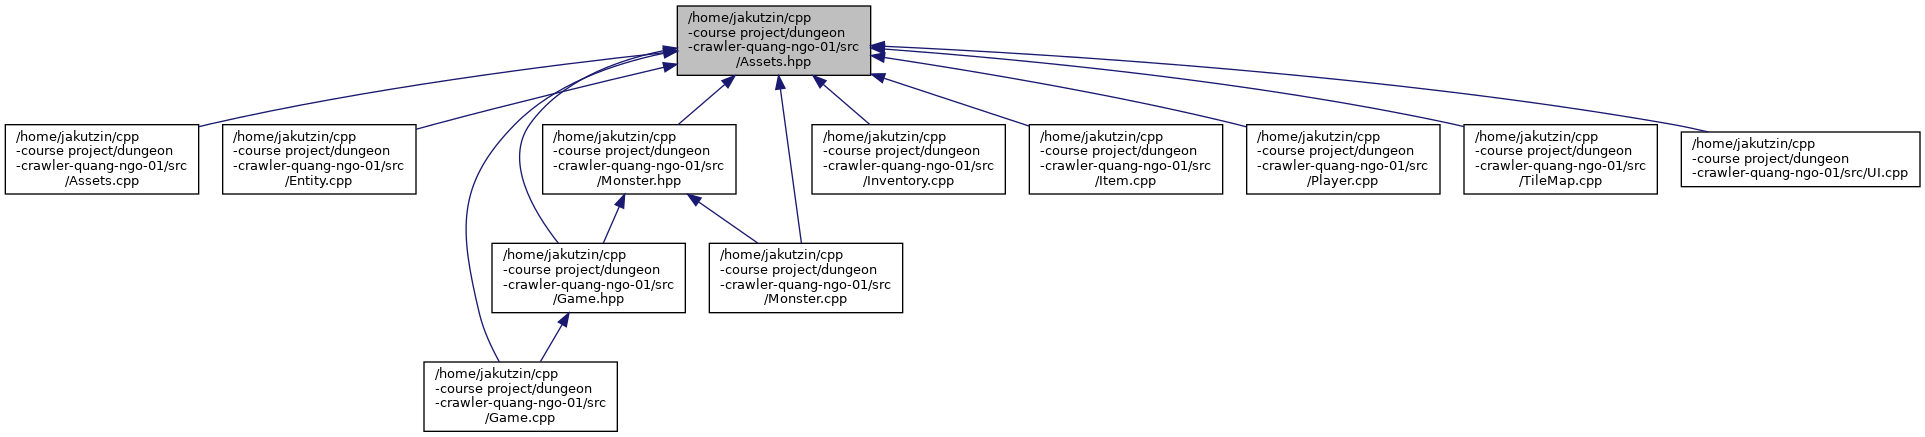 /home/jakutzin/cpp
-course project/dungeon
-crawler-quang-ngo-01/src
/Assets.hpp
/home/jakutzin/cpp
-course project/dungeon
-crawler-quang-ngo-01/src
/Assets.cpp
/home/jakutzin/cpp
-course project/dungeon
-crawler-quang-ngo-01/src
/Entity.cpp
/home/jakutzin/cpp
-course project/dungeon
-crawler-quang-ngo-01/src
/Monster.hpp
/home/jakutzin/cpp
-course project/dungeon
-crawler-quang-ngo-01/src
/Inventory.cpp
/home/jakutzin/cpp
-course project/dungeon
-crawler-quang-ngo-01/src
/Item.cpp
/home/jakutzin/cpp
-course project/dungeon
-crawler-quang-ngo-01/src
/Player.cpp
/home/jakutzin/cpp
-course project/dungeon
-crawler-quang-ngo-01/src
/TileMap.cpp
/home/jakutzin/cpp
-course project/dungeon
-crawler-quang-ngo-01/src/UI.cpp
/home/jakutzin/cpp
-course project/dungeon
-crawler-quang-ngo-01/src
/Game.hpp
/home/jakutzin/cpp
-course project/dungeon
-crawler-quang-ngo-01/src
/Monster.cpp
/home/jakutzin/cpp
-course project/dungeon
-crawler-quang-ngo-01/src
/Game.cpp